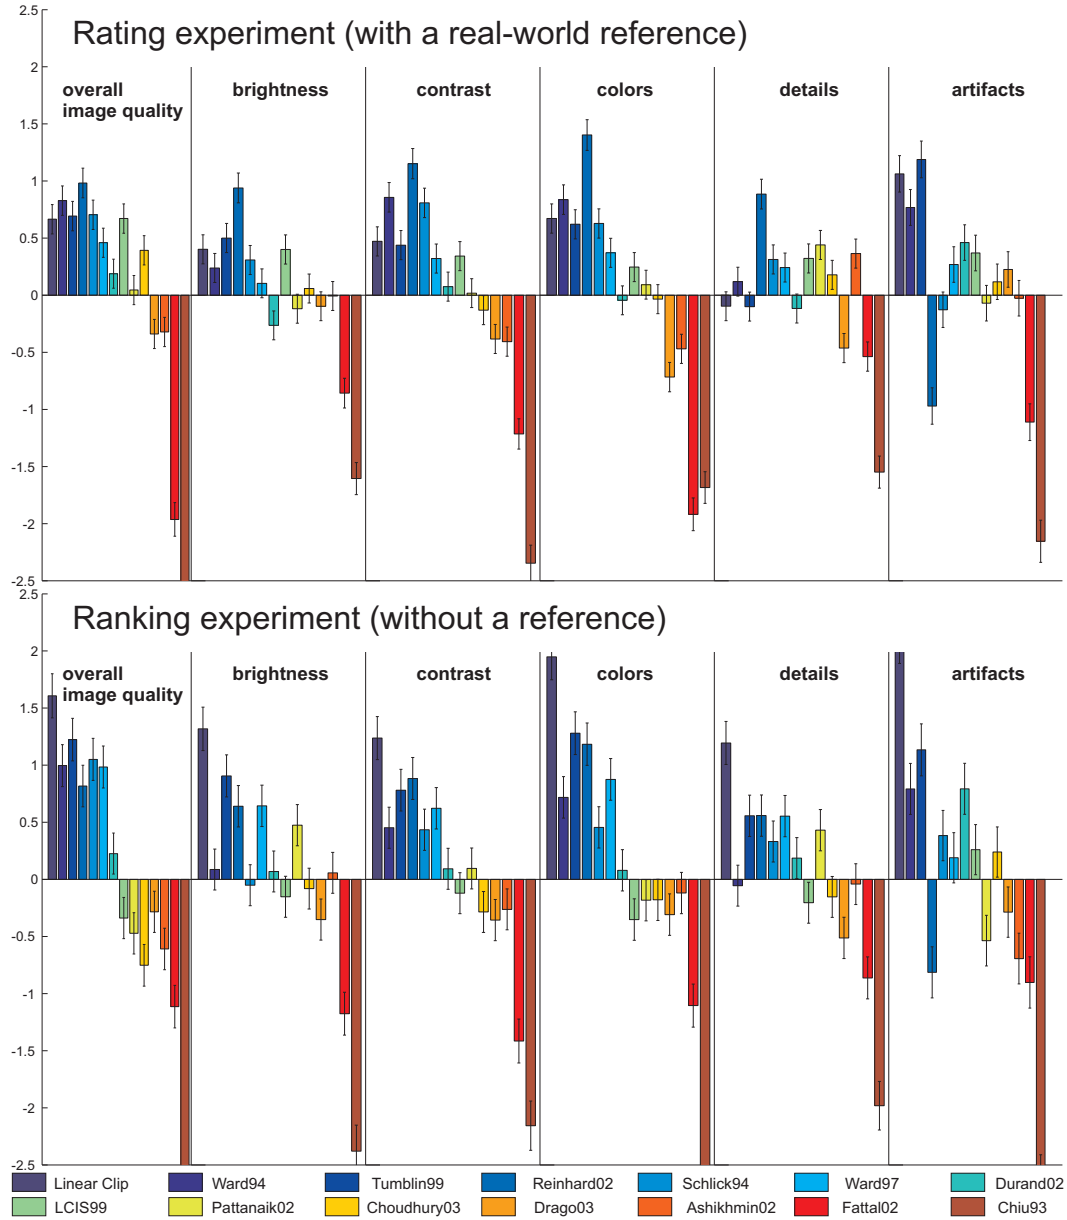 Rating experiment (with a real-world reference)
2.5
2
1.5
1
0.5
0
-0.5
-1
-1.5
-2
-2.5
overall
image quality
brightness
contrast
colors
details
artifacts
Ranking experiment (without a reference)
2.5
2
1.5
1
0.5
0
-0.5
-1
-1.5
-2
-2.5
overall
image quality
brightness
contrast
colors
details
artifacts
Linear Clip Ward94 Tumblin99 Reinhard02 Schlick94 Ward97 Durand02
LCIS99 Pattanaik02 Choudhury03 Drago03 Ashikhmin02 Fattal02 Chiu93